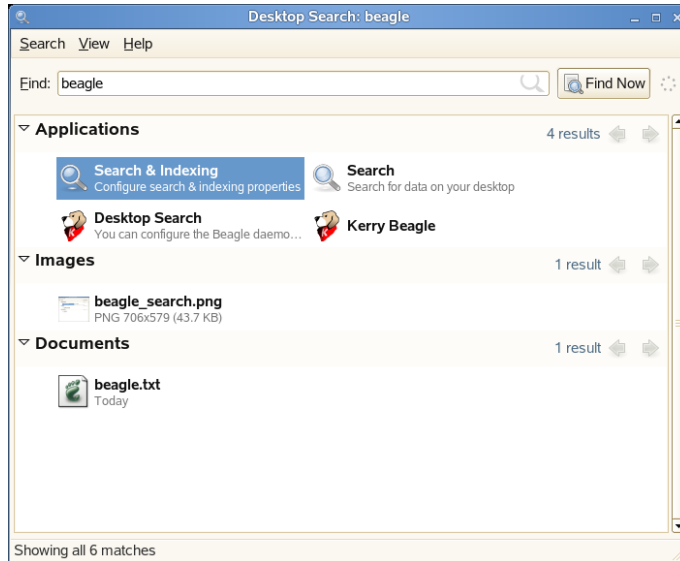 Desktop Search: beagle
Search View Help
Find: beagle Find Now
Applications 4 results
Search & Indexing
Configure search & indexing properties
Search
Search for data on your desktop
Desktop Search
You can configure the Beagle daemo...
Kerry Beagle
Images 1 result
beagle_search.png
PNG 706x579 (43.7 KB)
Documents 1 result
beagle.txt
Today
Showing all 6 matches